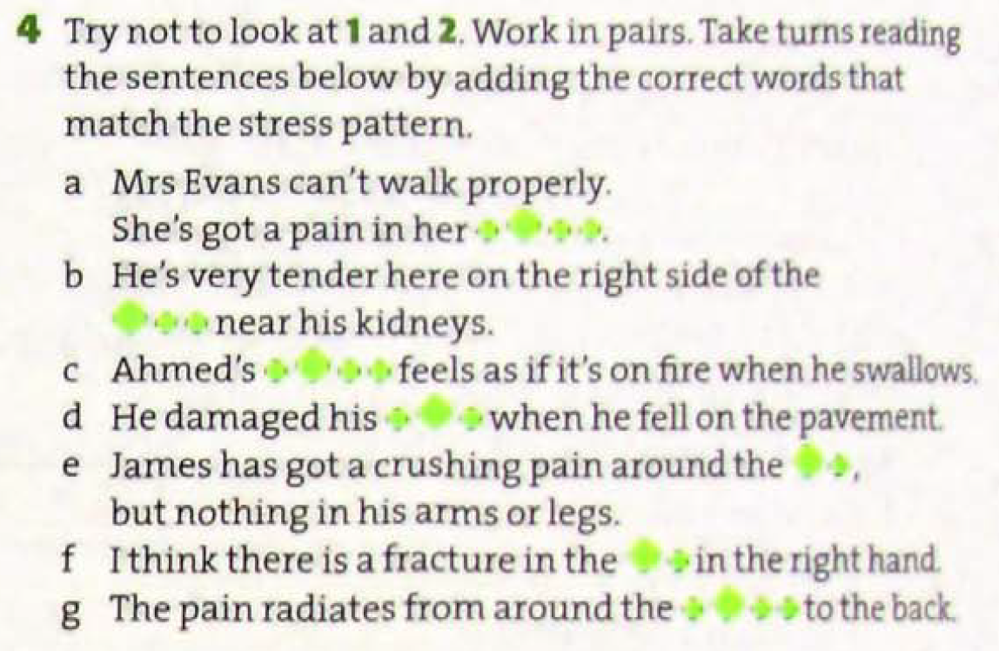 4 Try not to look at 1 and 2. Work in pairs. Take turns reading
the sentences below by adding the correct words that
match the stress pattern.
a Mrs Evans can't walk properly.
She's got a pain in her .
b He's very tender here on the right side of the
near his kidneys.
c Ahmed's feels as if it's on fire when he swallows.
d He damaged his when he fell on the pavement.
e James has got a crushing pain around the ,
but nothing in his arms or legs.
f I think there is a fracture in the in the right hand.
g The pain radiates from around the to the back.